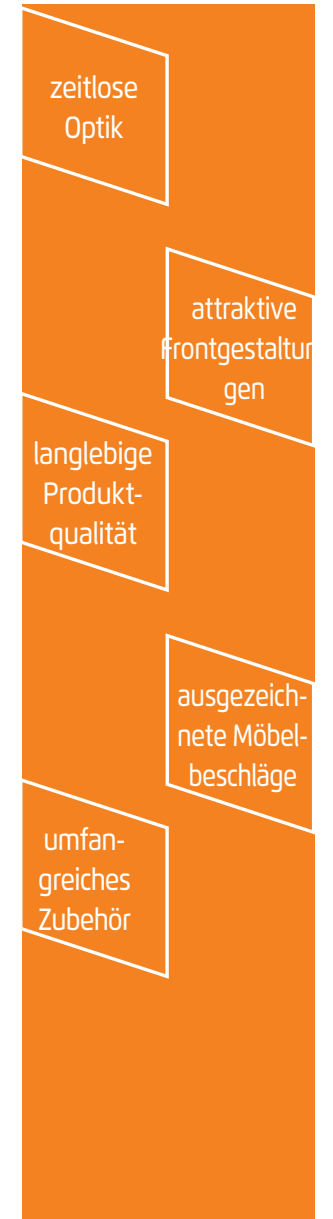 zeitlose
Optik
attraktive
Frontgestaltun
gen
langlebige
Produkt-
qualität
ausgezeich-
nete Möbel-
beschläge
umfan-
greiches
Zubehör